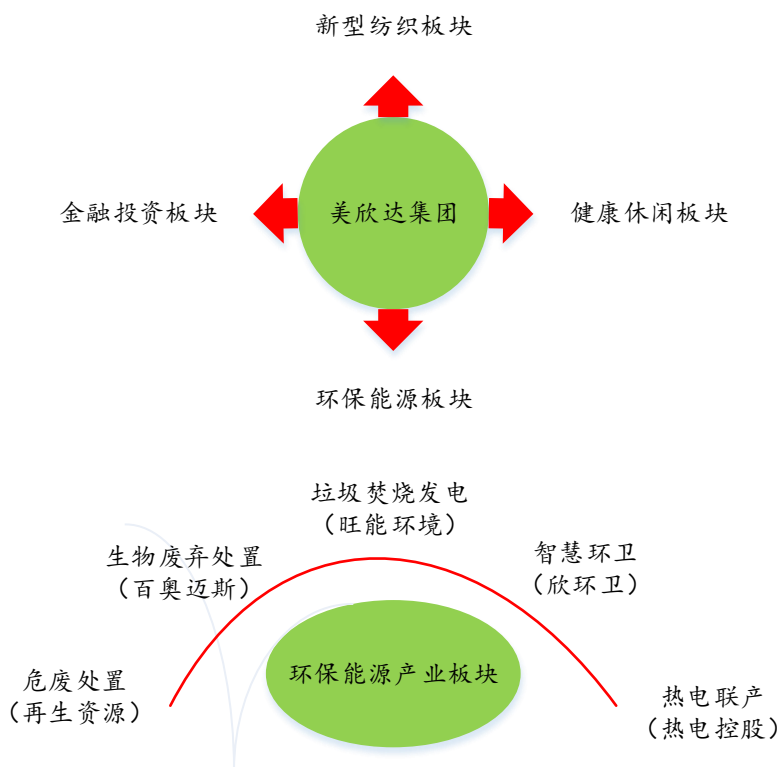 新型纺织板块
金融投资板块
美欣达集团
健康休闲板块
环保能源板块
垃圾焚烧发电
（旺能环境）
生物废弃处置
（百奥迈斯）
智慧环卫
（欣环卫）
危废处置
（再生资源）
环保能源产业板块
热电联产
（热电控股）